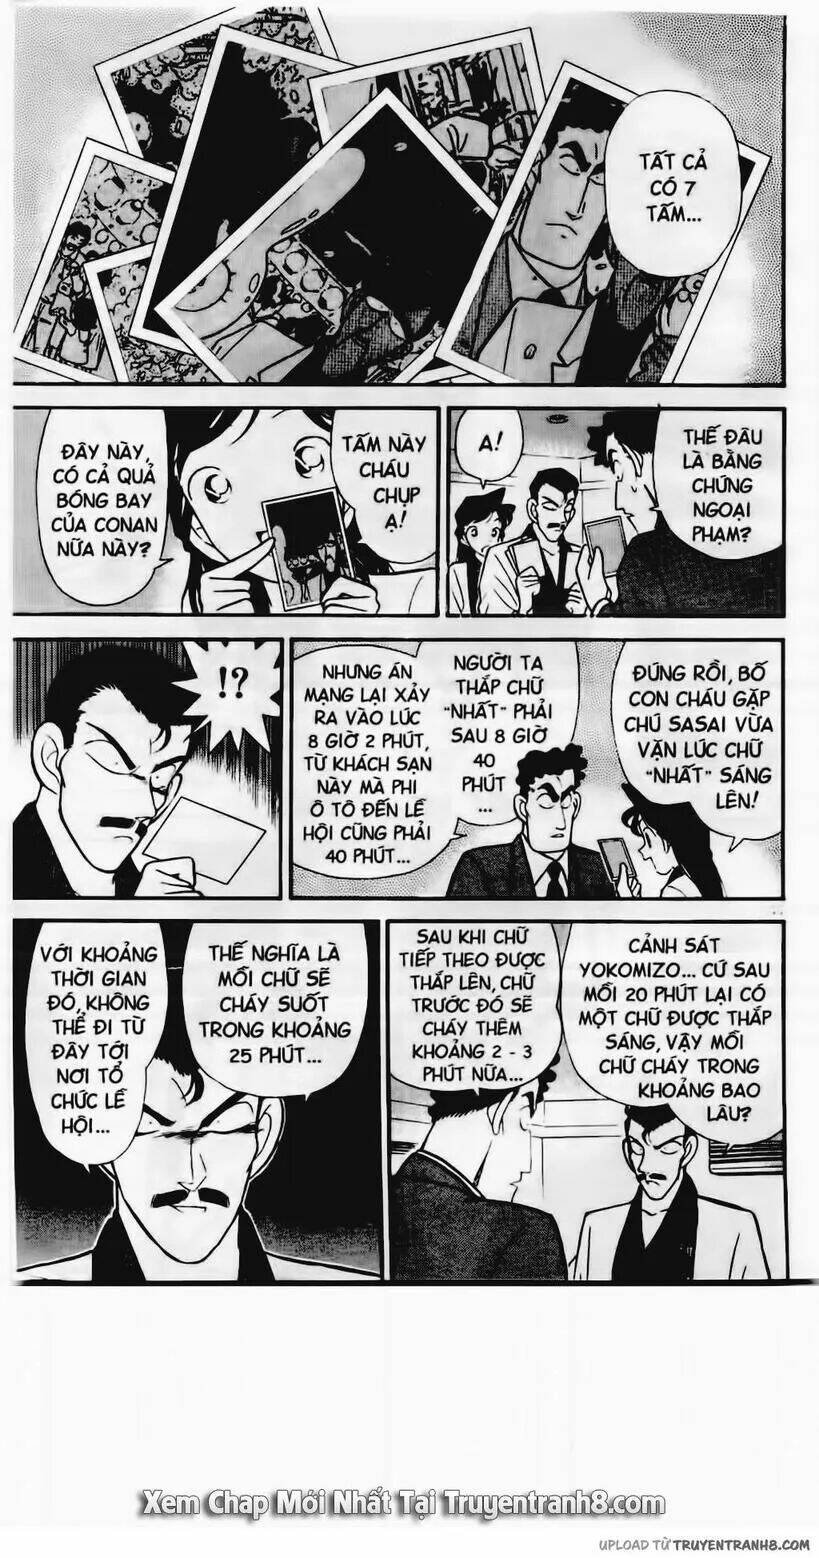 TẤT CẢ
CÓ 7
TẤM...
THẾ ĐÂU
LÀ BẰNG
CHỨNG
NGOẠI
PHẠM?
A!
TẤM NÀY
CHÁU
CHỤP
Ạ!
ĐÂY NÀY,
CÓ CẢ QUẢ
BÓNG BAY
CỦA CONAN
NỮA NÀY?
ĐÚNG RỒI, BỐ
CON CHÁU GẶP
CHÚ SASAI VỪA
VẶN LÚC CHỮ
"NHẤT" SÁNG
LÊN!
NGƯỜI TA
THẮP CHỮ
"NHẤT" PHẢI
SAU 8 GIỜ
40
PHÚT
...
NHƯNG ÁN
MẠNG LẠI XẢY
RA VÀO LÚC
8 GIỜ 2 PHÚT,
TỪ KHÁCH SẠN
NÀY MÀ PHI
Ô TÔ ĐẾN LỄ
HỘI CŨNG PHẢI
40 PHÚT...
!?
CẢNH SÁT
YOKOMIZO... CỨ SAU
MỖI 20 PHÚT LẠI CÓ
MỘT CHỮ ĐƯỢC THẮP
SÁNG, VẬY MỖI
CHỮ CHÁY TRONG
KHOẢNG BAO
LÂU?
SAU KHI CHỮ
TIẾP THEO ĐƯỢC
THẮP LÊN, CHỮ
TRƯỚC ĐÓ SẼ
CHÁY THÊM
KHOẢNG 2 - 3
PHÚT NỮA...
THẾ NGHĨA LÀ
MỖI CHỮ SẼ
CHÁY SUỐT
TRONG KHOẢNG
25 PHÚT...
VỚI KHOẢNG
THỜI GIAN
ĐÓ, KHÔNG
THỂ ĐI TỪ
ĐÂY TỚI
NƠI TỔ
CHỨC LỄ
HỘI...
Xem Chap Mới Nhất Tại Truyentranh8.com
UPLOAD TỪ TRUYENTRANH8.COM